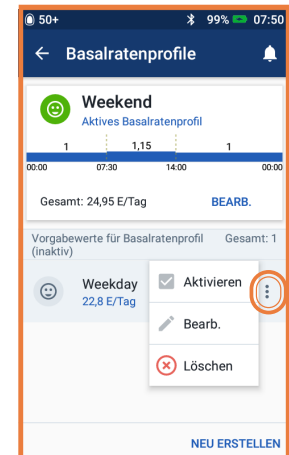 50+ 99% 07:50
Basalratenprofile
Weekend
Aktives Basalratenprofil
1 1,15 1
00:00 07:30 14:00 00:00
Gesamt: 24,95 E/Tag BEARB.
Vorgabewerte für Basalratenprofil Gesamt: 1
(inaktiv)
Weekday
22,8 E/Tag
Aktivieren
Bearb.
Löschen
NEU ERSTELLEN